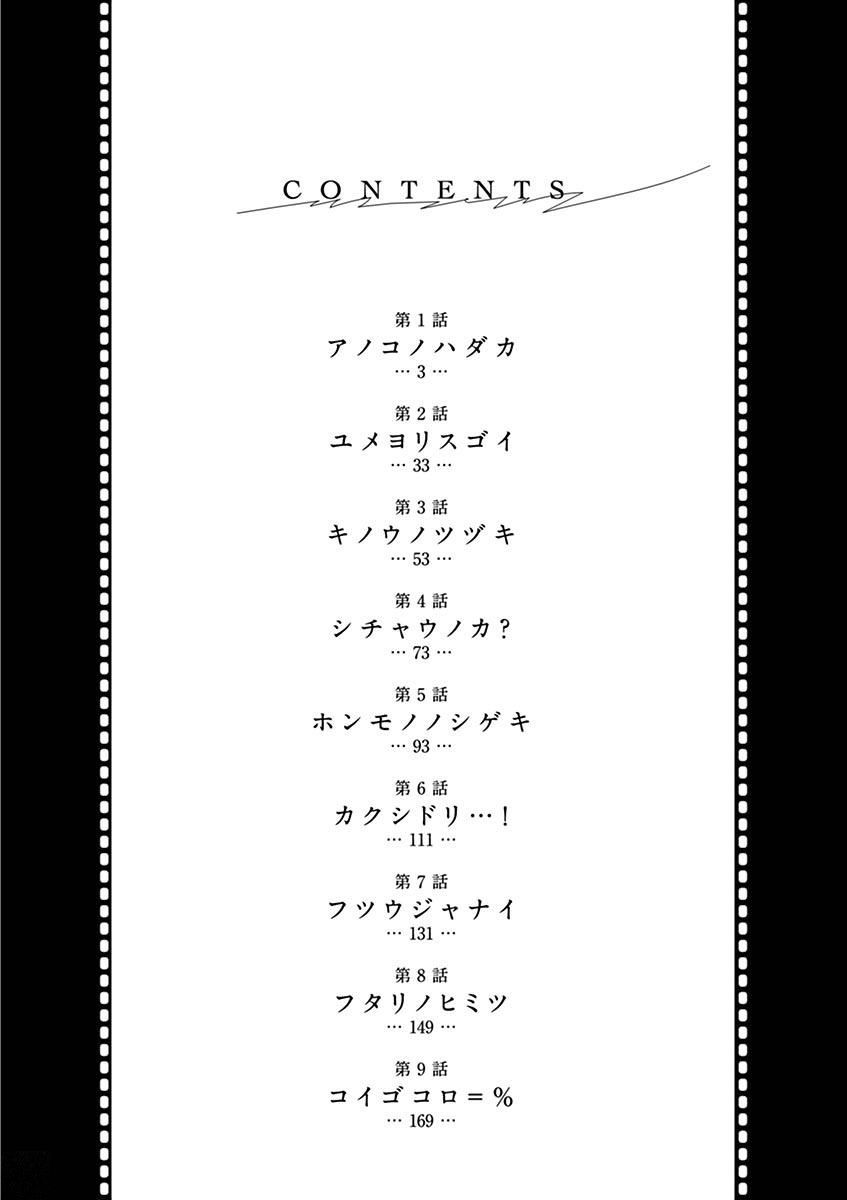 CONTENTS
第1話
アノコノハダカ
… 3 …
第2話
ユメヨリスゴイ
… 33 …
第3話
キノウノツヅキ
… 53 …
第4話
シチャウノカ?
… 73 …
第5話
ホンモノノシゲキ
… 93 …
第6話
カクシドリ…!
… 111 …
第7話
フツウジャナイ
… 131 …
第8話
フタリノヒミツ
… 149 …
第9話
コイゴコロ=%
… 169 …